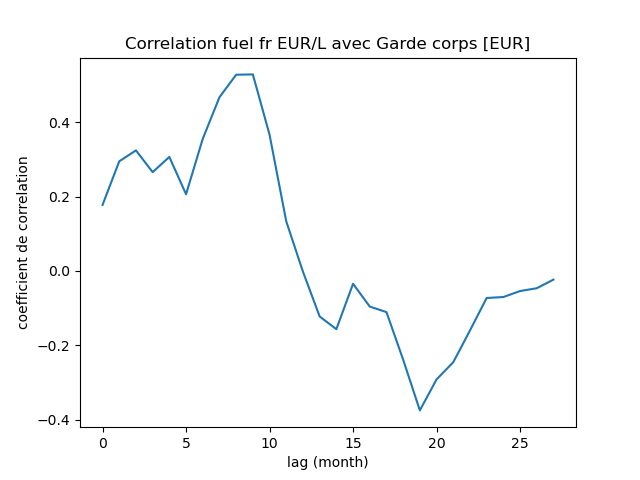 Correlation fuel fr EUR/L avec Garde corps [EUR]
coefficient de correlation
0.4
0.2
0.0
−0.2
−0.4
0 5 10 15 20 25
lag (month)